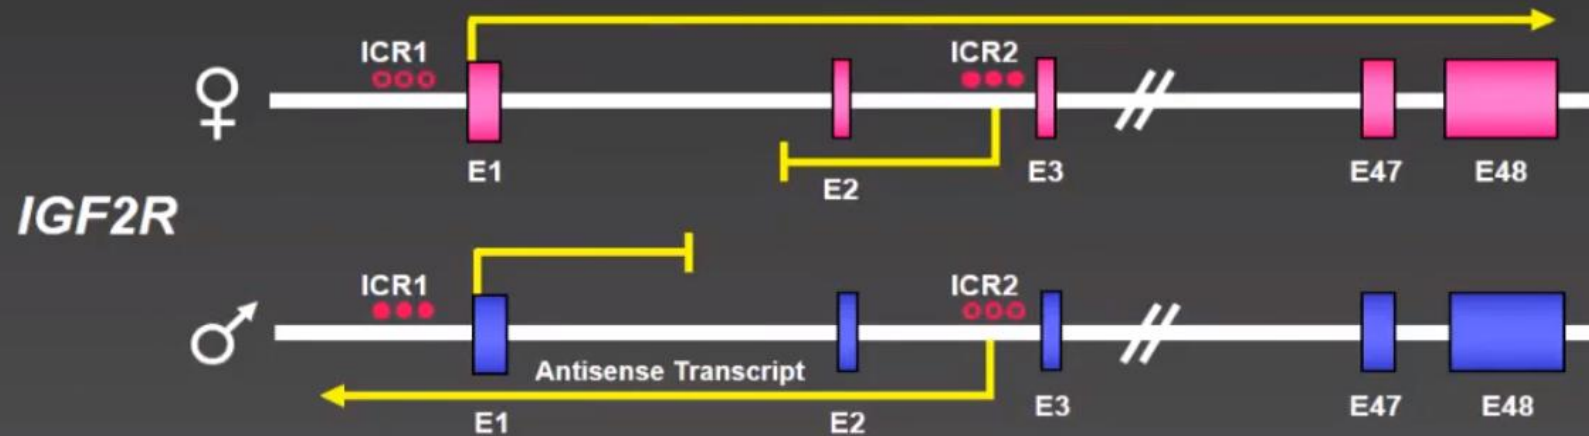 ICR1
ICR2
E1
E2
E3
E47
E48
IGF2R
ICR1
ICR2
Antisense Transcript
E1
E2
E3
E47
E48